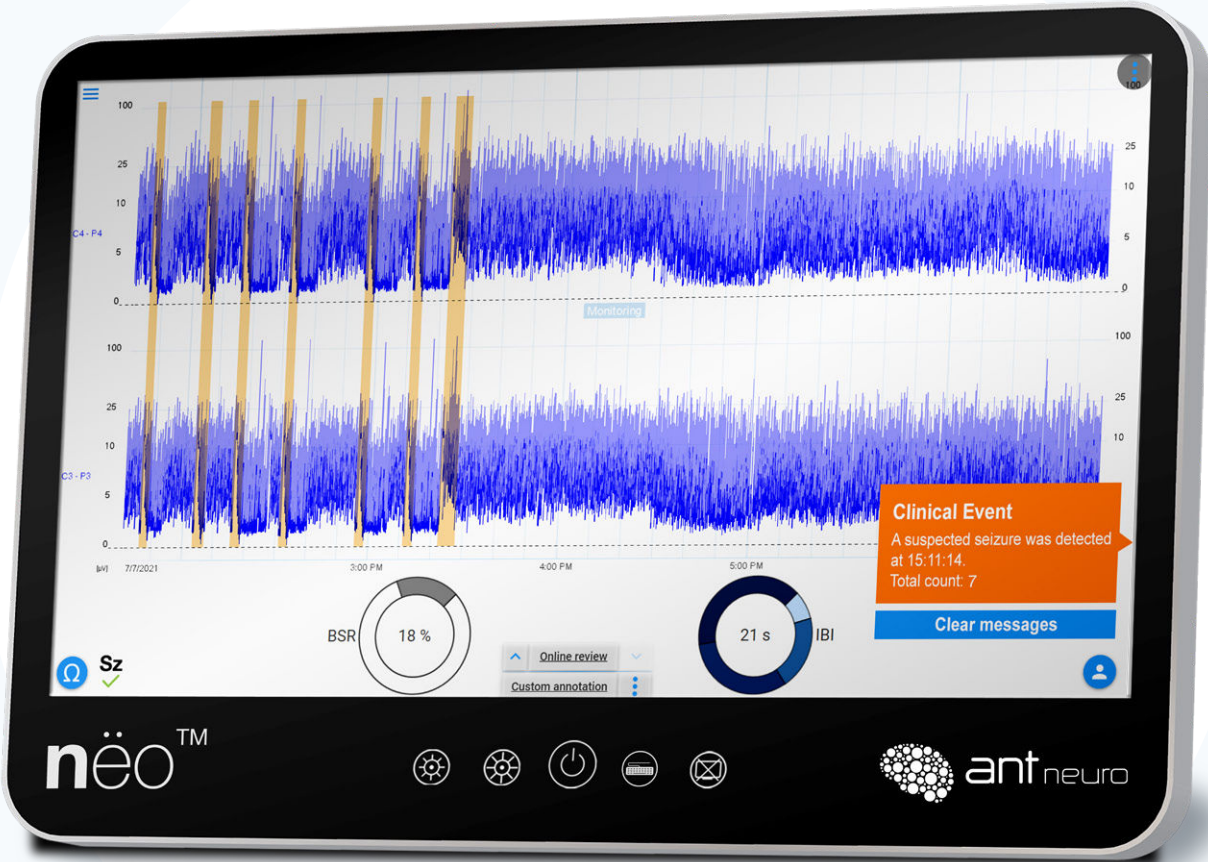 100
25
10
C4 - P4
5
0
100
25
10
5
0
Monitoring
100
25
10
C3 - P3
5
0
100
25
10
[µV]
7/7/2021
3:00 PM
4:00 PM
5:00 PM
Clinical Event
A suspected seizure was detected
at 15:11:14.
Total count: 7
Clear messages
BSR
18 %
21 s
IBI
Online review
Custom annotation
Ω
Sz
nëo™
ant neuro